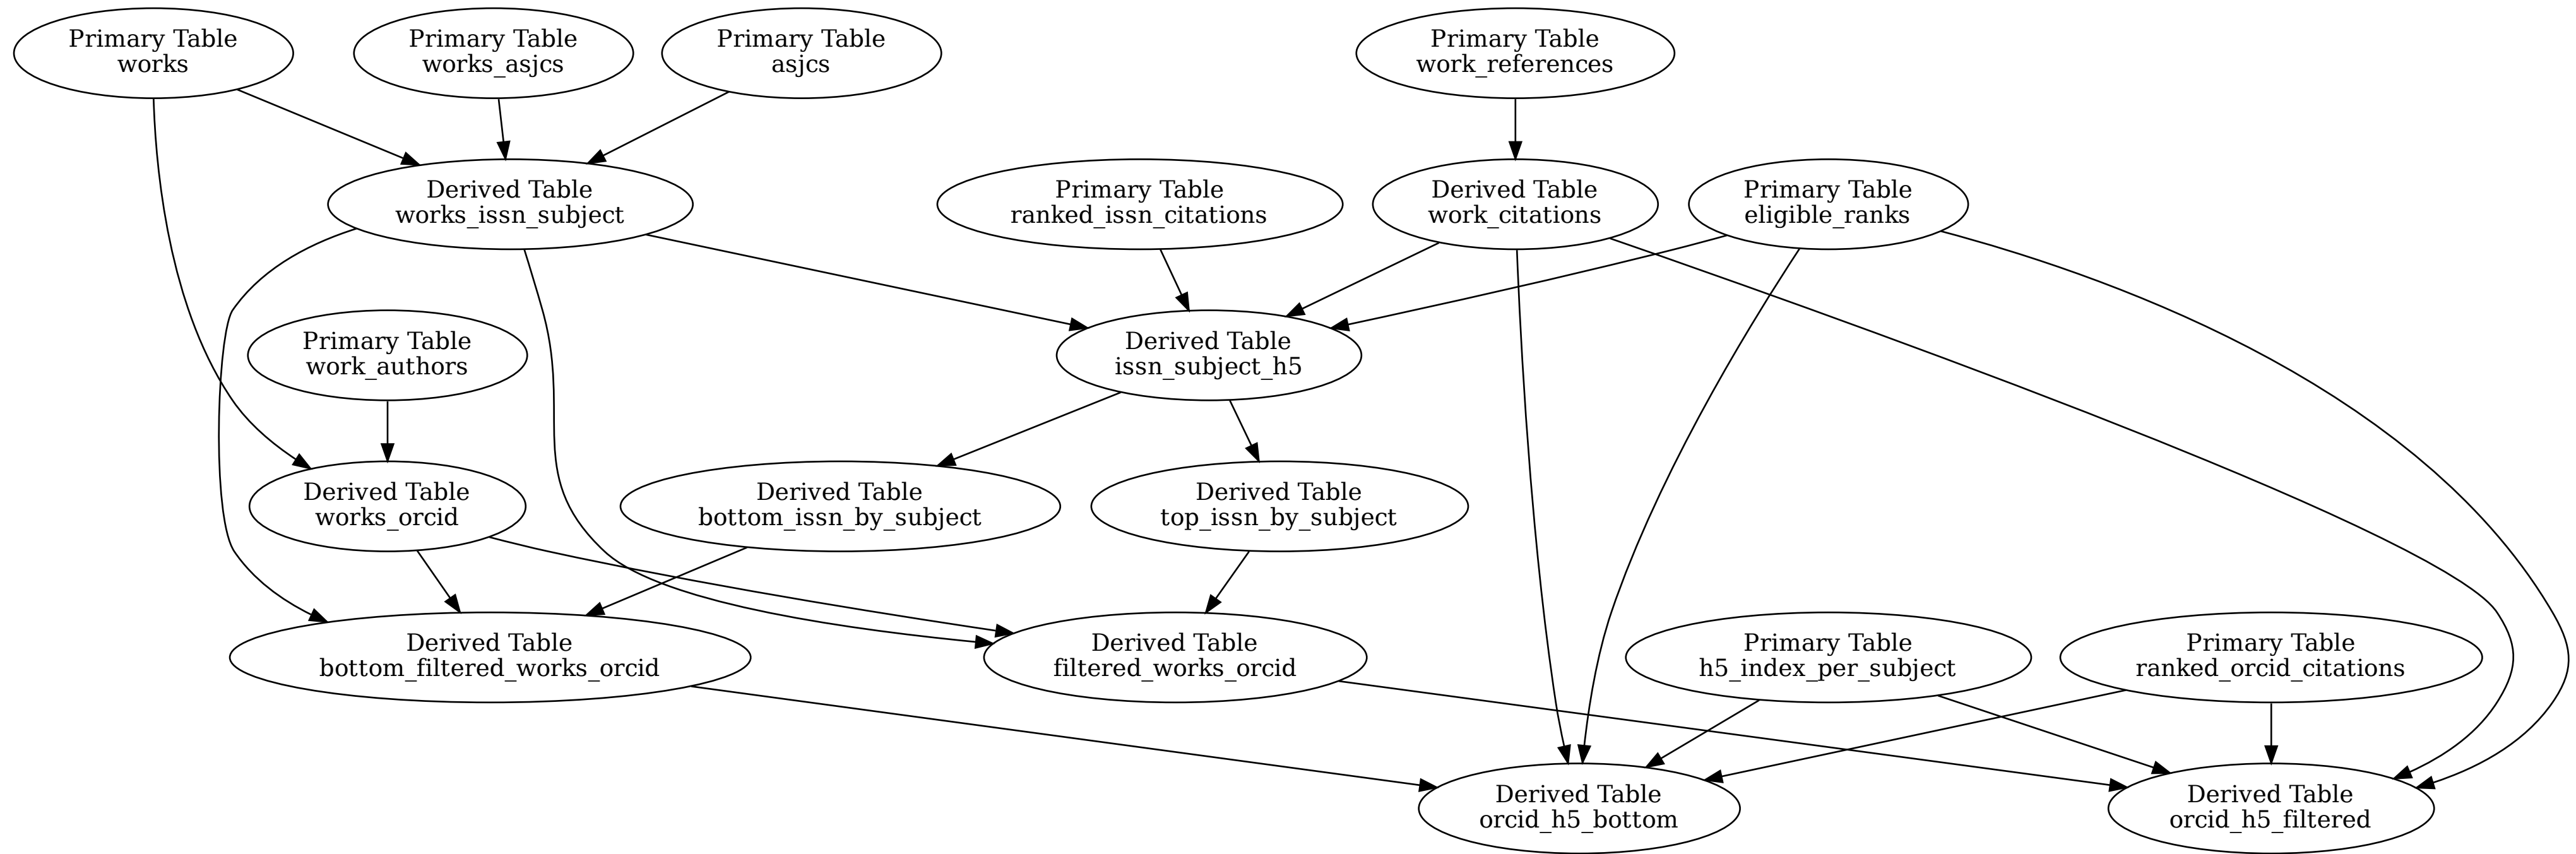 Primary Table
works
Primary Table
works_asjcs
Primary Table
asjcs
Primary Table
work_references
Derived Table
works_issn_subject
Primary Table
ranked_issn_citations
Derived Table
work_citations
Primary Table
eligible_ranks
Primary Table
work_authors
Derived Table
issn_subject_h5
Derived Table
works_orcid
Derived Table
bottom_issn_by_subject
Derived Table
top_issn_by_subject
Derived Table
bottom_filtered_works_orcid
Derived Table
filtered_works_orcid
Primary Table
h5_index_per_subject
Primary Table
ranked_orcid_citations
Derived Table
orcid_h5_bottom
Derived Table
orcid_h5_filtered